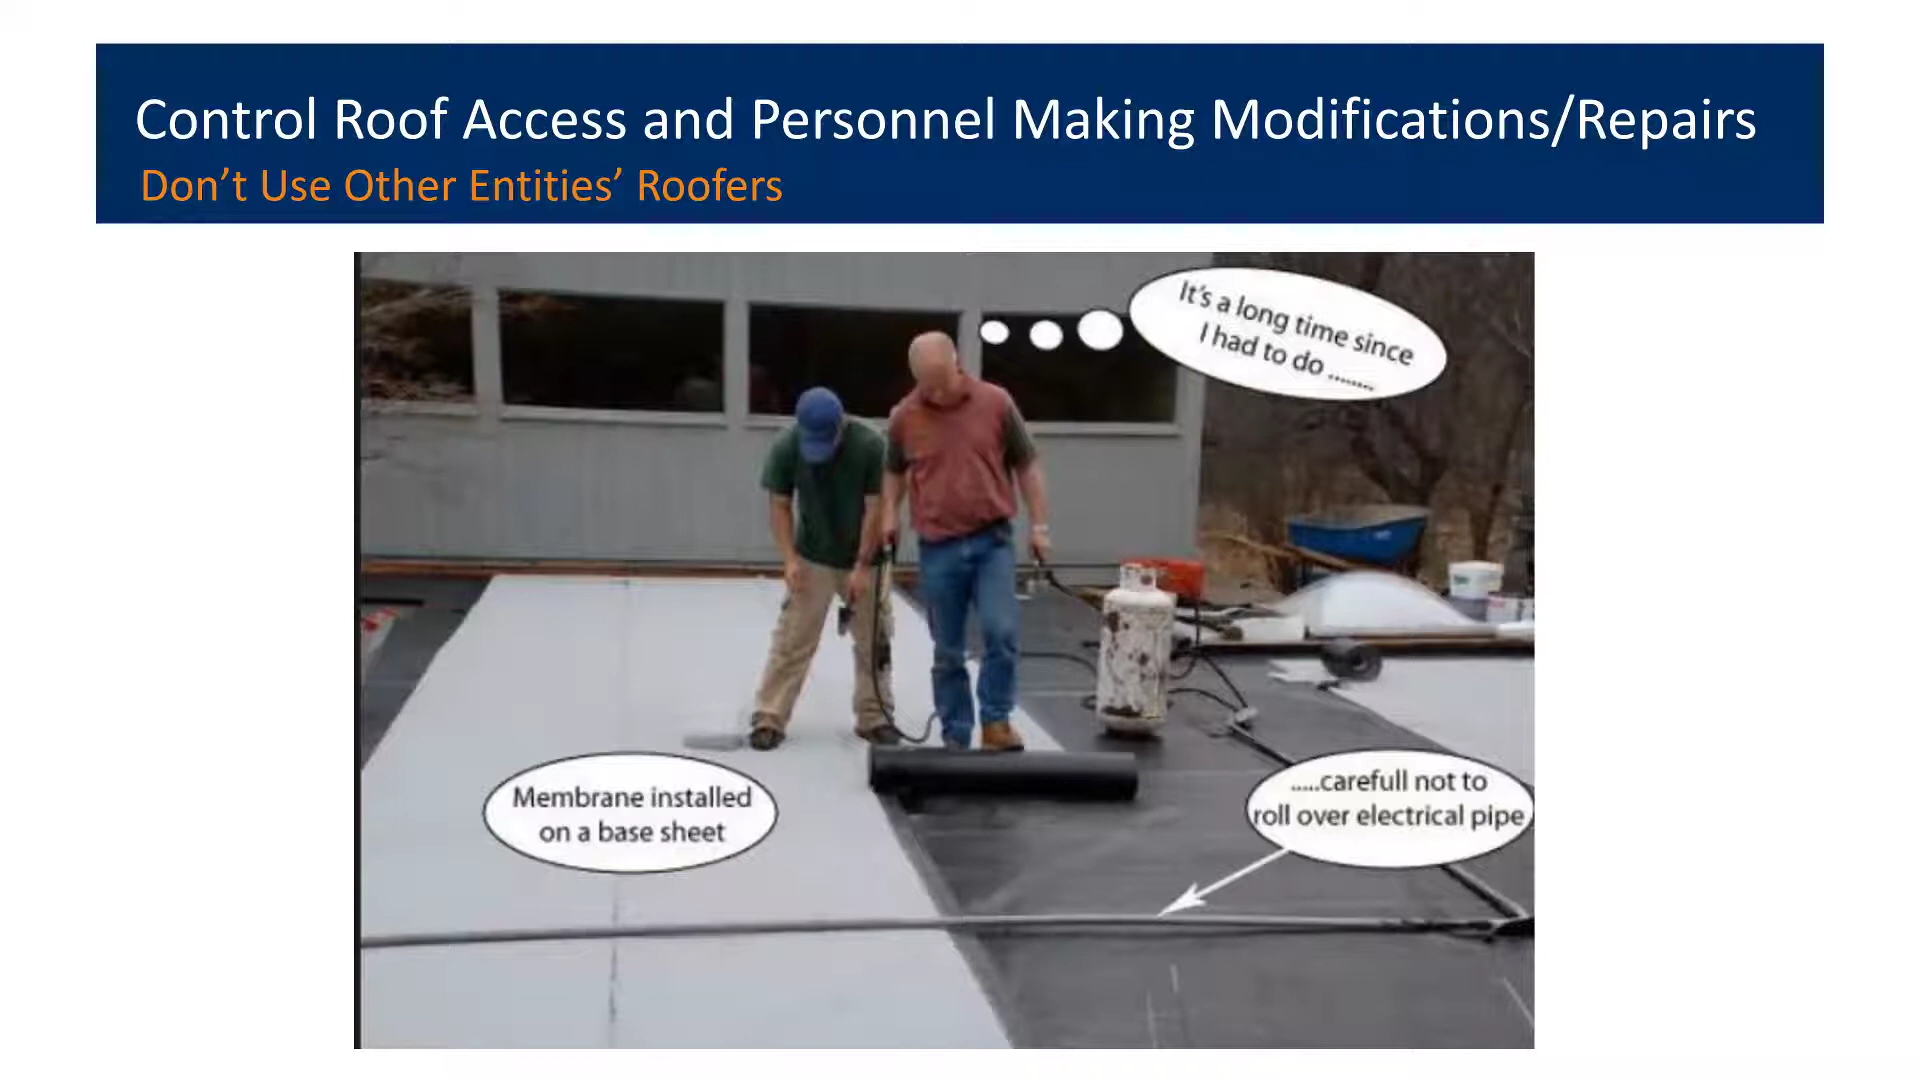 Control Roof Access and Personnel Making Modifications/Repairs
Don’t Use Other Entities’ Roofers
It's a long time since
I had to do ........
Membrane installed
on a base sheet
.....carefull not to
roll over electrical pipe